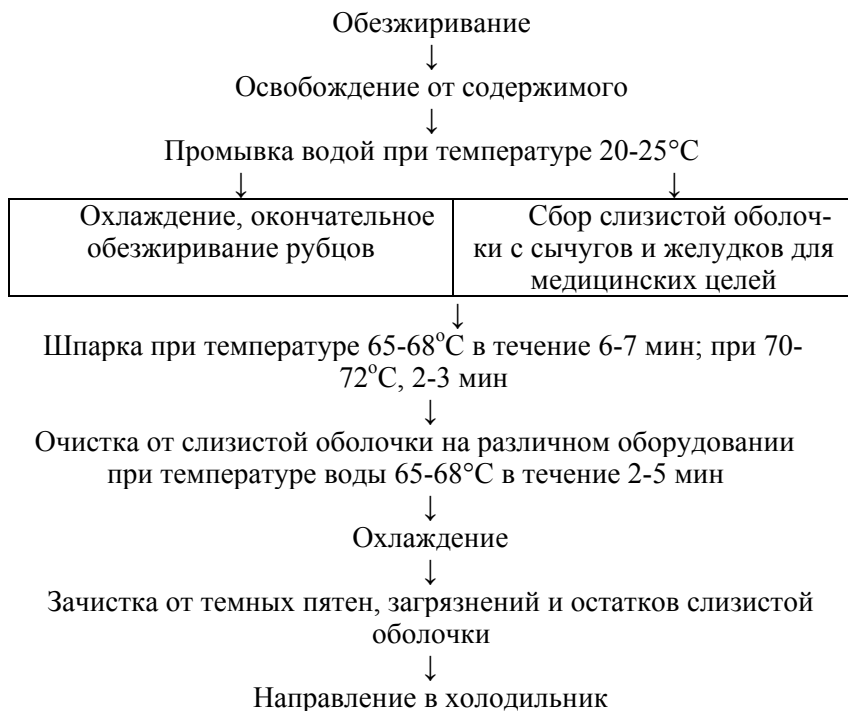 Обезжиривание
↓
Освобождение от содержимого
↓
Промывка водой при температуре 20-25°С
↓ ↓
Охлаждение, окончательное
обезжиривание рубцов
Сбор слизистой оболоч-
ки с сычугов и желудков для
медицинских целей
↓
Шпарка при температуре 65-68°С в течение 6-7 мин; при 70-
72°С, 2-3 мин
↓
Очистка от слизистой оболочки на различном оборудовании
при температуре воды 65-68°С в течение 2-5 мин
↓
Охлаждение
↓
Зачистка от темных пятен, загрязнений и остатков слизистой
оболочки
↓
Направление в холодильник